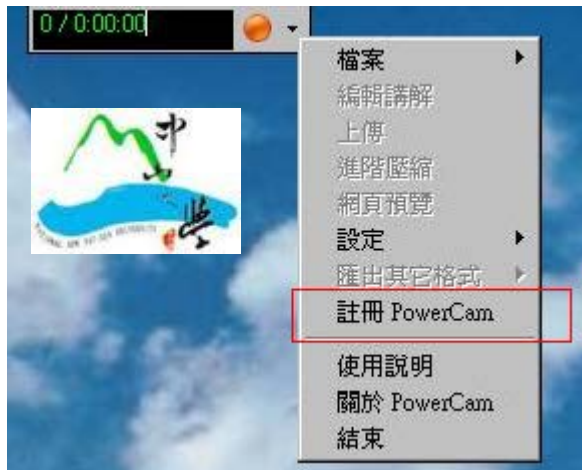 0 / 0:00:00
檔案
編輯講解
上傳
進階壓縮
網頁預覽
設定
匯出其它格式
註冊 PowerCam
使用說明
關於 PowerCam
結束